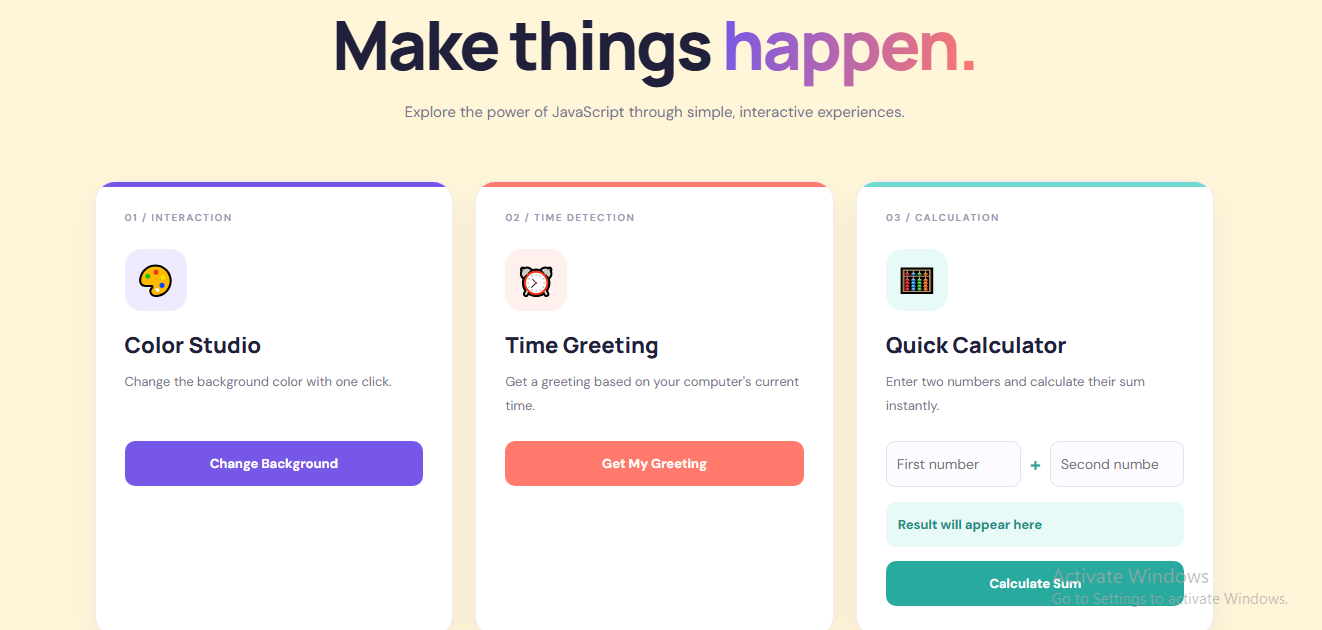 Make things happen.
Explore the power of JavaScript through simple, interactive experiences.
01 / INTERACTION
Color Studio
Change the background color with one click.
Change Background
02 / TIME DETECTION
Time Greeting
Get a greeting based on your computer's current
time.
Get My Greeting
03 / CALCULATION
Quick Calculator
Enter two numbers and calculate their sum
instantly.
First number + Second numbe
Result will appear here
Calculate Sum
Activate Windows
Go to Settings to activate Windows.